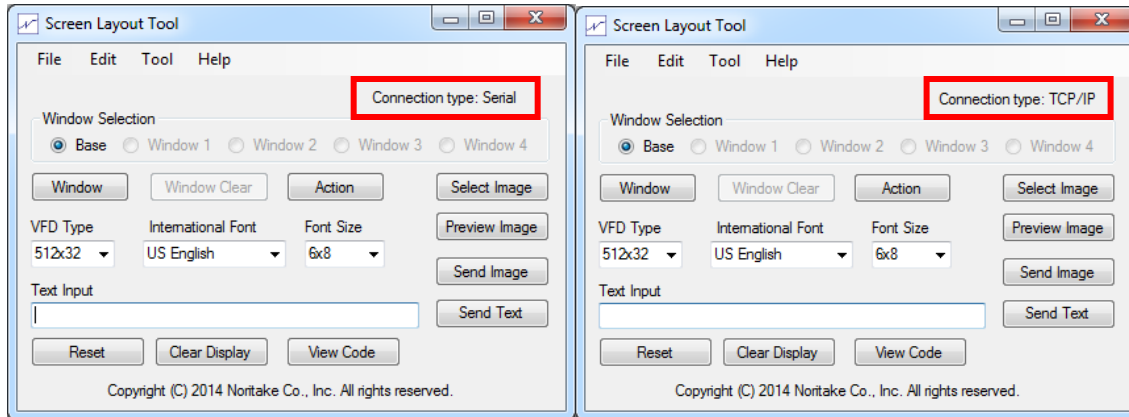 Screen Layout Tool
File Edit Tool Help
Connection type: Serial
Window Selection
Base Window 1 Window 2 Window 3 Window 4
Window Window Clear Action Select Image
VFD Type International Font Font Size Preview Image
512x32 US English 6x8
Send Image
Text Input
Send Text
Reset Clear Display View Code
Copyright (C) 2014 Noritake Co., Inc. All rights reserved.
Screen Layout Tool
File Edit Tool Help
Connection type: TCP/IP
Window Selection
Base Window 1 Window 2 Window 3 Window 4
Window Window Clear Action Select Image
VFD Type International Font Font Size Preview Image
512x32 US English 6x8
Send Image
Text Input
Send Text
Reset Clear Display View Code
Copyright (C) 2014 Noritake Co., Inc. All rights reserved.